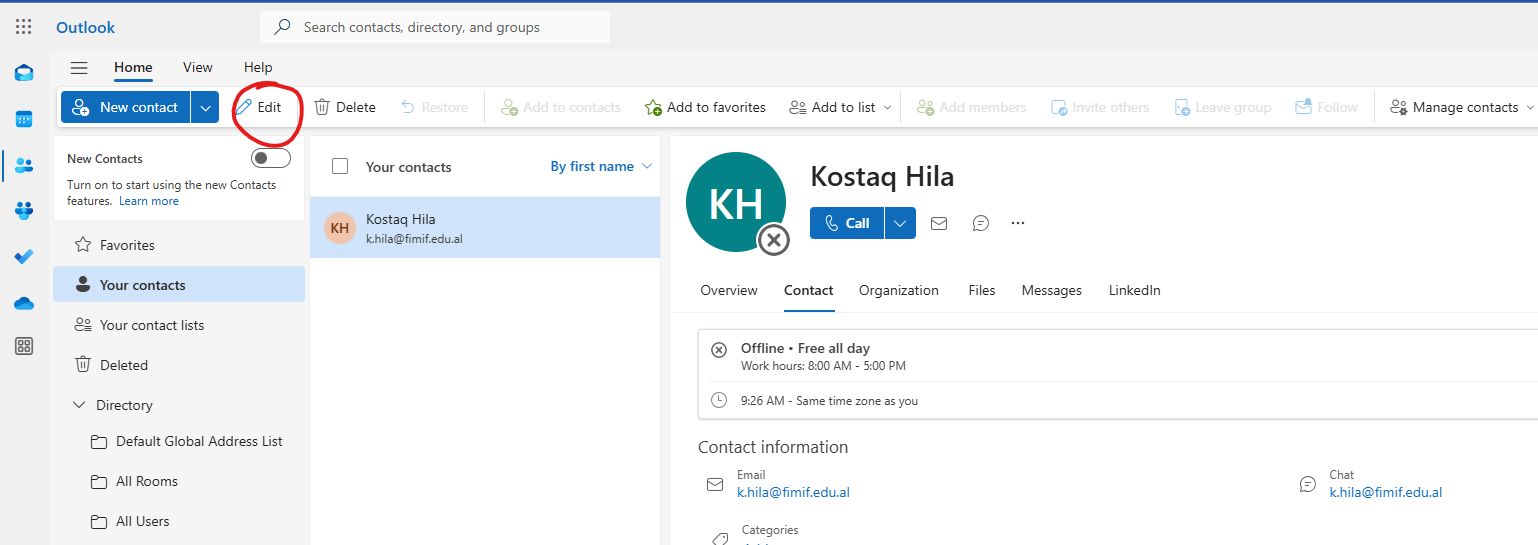 Outlook
Search contacts, directory, and groups
Home View Help
New contact Edit Delete Restore Add to contacts Add to favorites Add to list Add members Invite others Leave group Follow Manage contacts
New Contacts
Turn on to start using the new Contacts
features. Learn more
Favorites
Your contacts
Your contact lists
Deleted
Directory
Default Global Address List
All Rooms
All Users
Your contacts By first name
KH
Kostaq Hila
k.hila@fimif.edu.al
KH
Kostaq Hila
Call
Overview Contact Organization Files Messages LinkedIn
Offline • Free all day
Work hours: 8:00 AM - 5:00 PM
9:26 AM - Same time zone as you
Contact information
Email
k.hila@fimif.edu.al
Chat
k.hila@fimif.edu.al
Categories